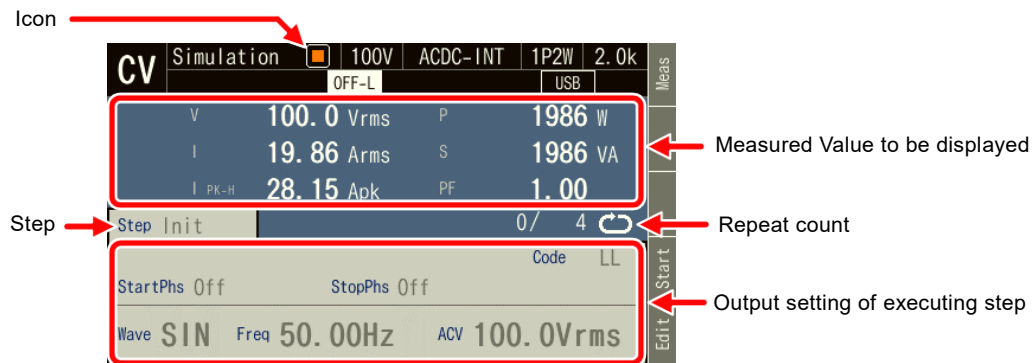 Icon
CV Simulation 100V ACDC-INT 1P2W 2.0k
OFF-L USB
Meas
V 100.0 Vrms P 1986 W
I 19.86 Arms S 1986 VA
I PK-H 28.15 Apk PF 1.00
Measured Value to be displayed
Step
Step Init 0/ 4
Repeat count
Code LL
StartPhs Off StopPhs Off
Start
Output setting of executing step
Wave SIN Freq 50.00Hz ACV 100.0Vrms
Edit